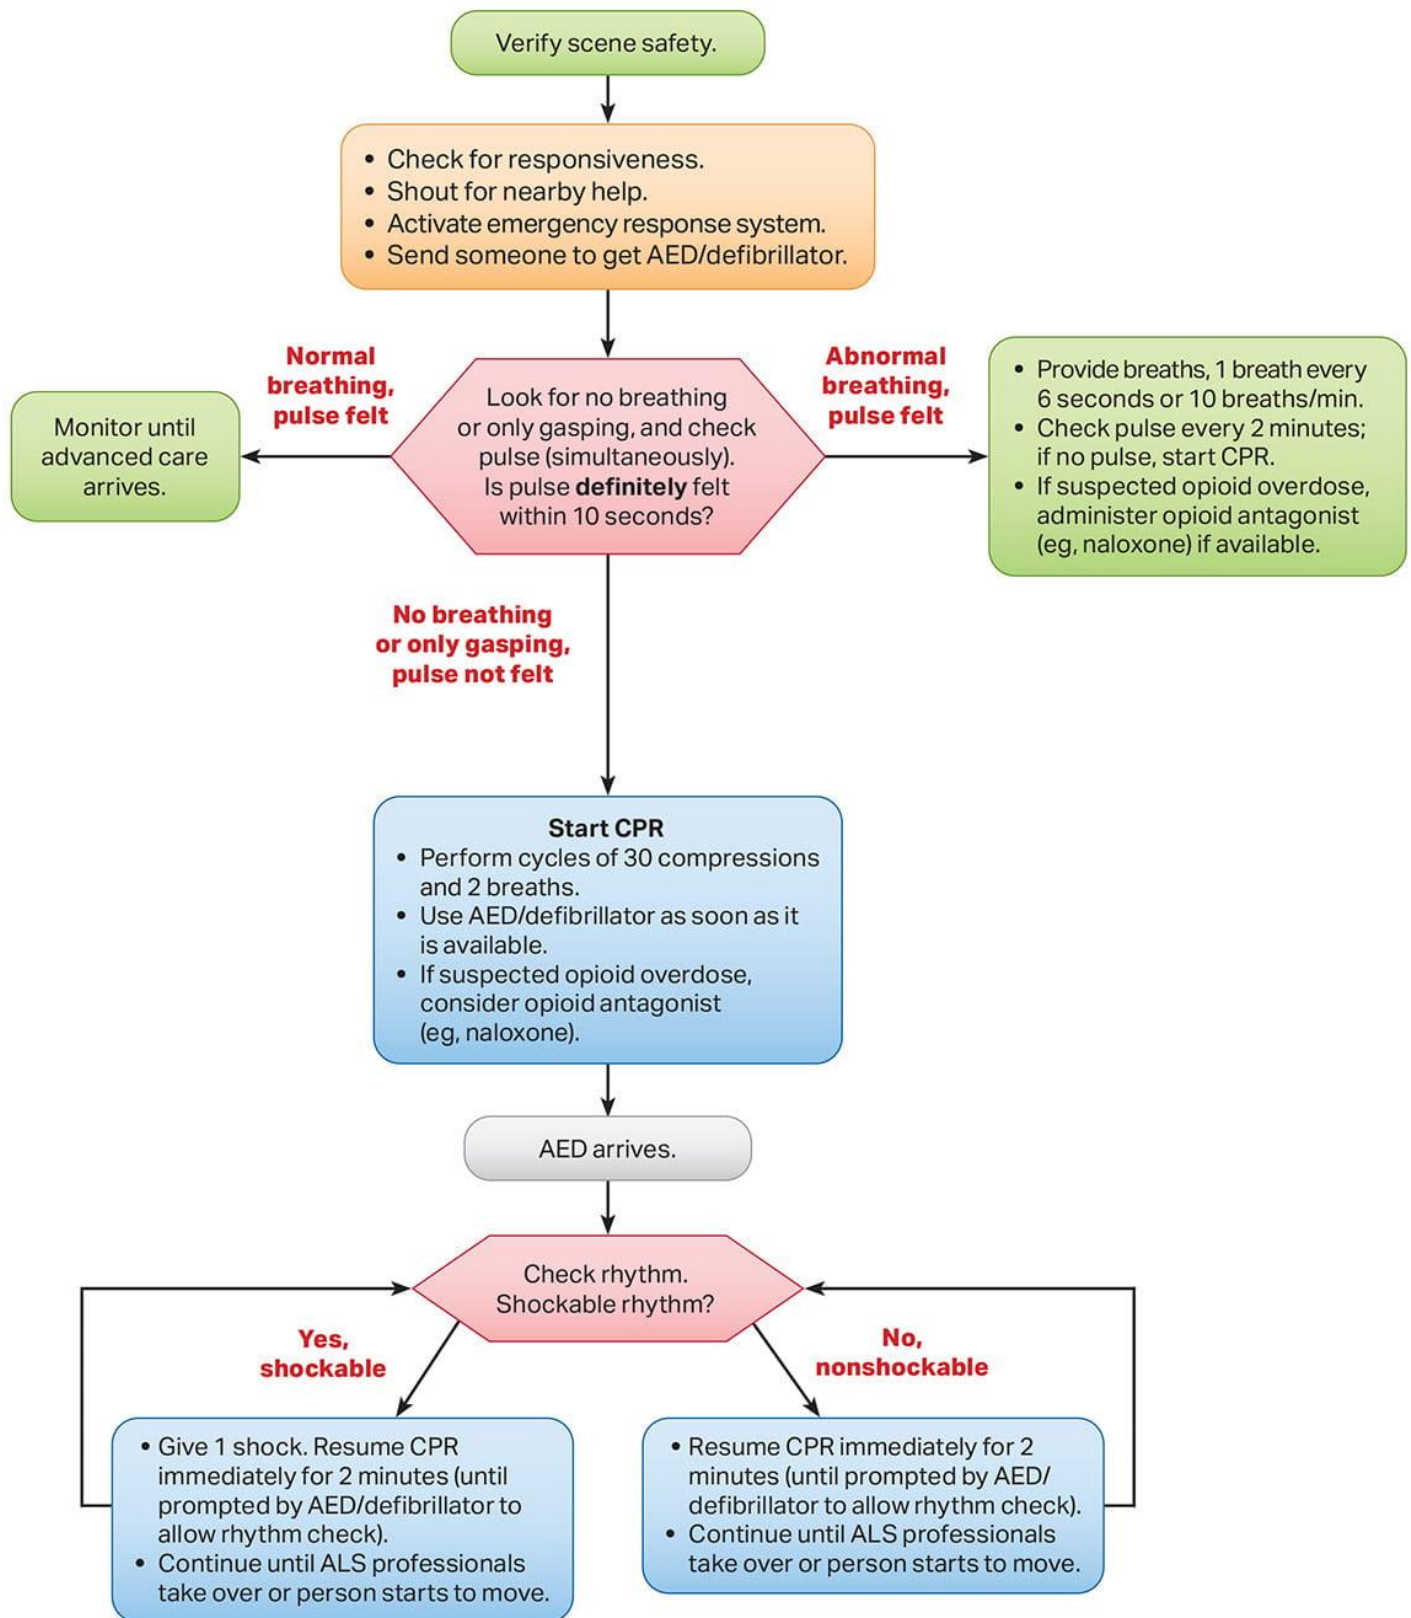 Verify scene safety.
• Check for responsiveness.
• Shout for nearby help.
• Activate emergency response system.
• Send someone to get AED/defibrillator.
Normal
breathing,
pulse felt
Monitor until
advanced care
arrives.
Look for no breathing
or only gasping, and check
pulse (simultaneously).
Is pulse definitely felt
within 10 seconds?
Abnormal
breathing,
pulse felt
• Provide breaths, 1 breath every
6 seconds or 10 breaths/min.
• Check pulse every 2 minutes;
if no pulse, start CPR.
• If suspected opioid overdose,
administer opioid antagonist
(eg, naloxone) if available.
No breathing
or only gasping,
pulse not felt
Start CPR
• Perform cycles of 30 compressions
and 2 breaths.
• Use AED/defibrillator as soon as it
is available.
• If suspected opioid overdose,
consider opioid antagonist
(eg, naloxone).
AED arrives.
Check rhythm.
Shockable rhythm?
Yes,
shockable
No,
nonshockable
• Give 1 shock. Resume CPR
immediately for 2 minutes (until
prompted by AED/defibrillator to
allow rhythm check).
• Continue until ALS professionals
take over or person starts to move.
• Resume CPR immediately for 2
minutes (until prompted by AED/
defibrillator to allow rhythm check).
• Continue until ALS professionals
take over or person starts to move.